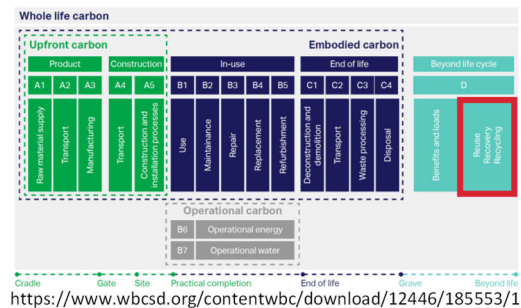 Whole life carbon
Upfront carbon
Embodied carbon
Product
Construction
In-use
End of life
Beyond life cycle
A1
A2
A3
A4
A5
B1
B2
B3
B4
B5
C1
C2
C3
C4
D
Raw material supply
Transport
Manufacturing
Transport
Construction and
installation processes
Use
Maintainance
Repair
Replacement
Refurbishment
Deconstruction and
demolition
Transport
Waste processing
Disposal
Benefits and loads
Reuse
Recovery
Recycling
Operational carbon
B6
Operational energy
B7
Operational water
Cradle
Gate
Site
Practical completion
End of life
Grave
Beyond life
https://www.wbcsd.org/contentwbc/download/12446/185553/1